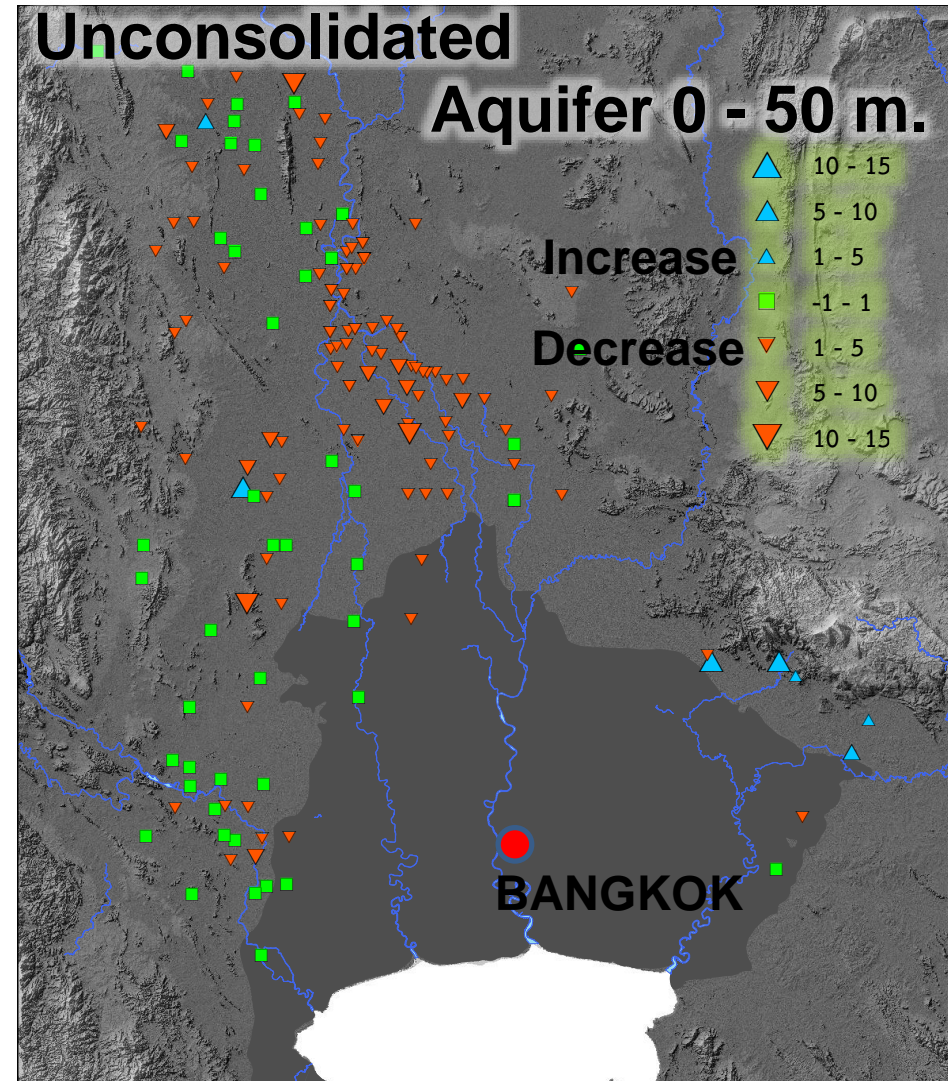 Unconsolidated
Aquifer 0 - 50 m.
10 - 15
5 - 10
Increase 1 - 5
-1 - 1
Decrease 1 - 5
5 - 10
10 - 15
BANGKOK